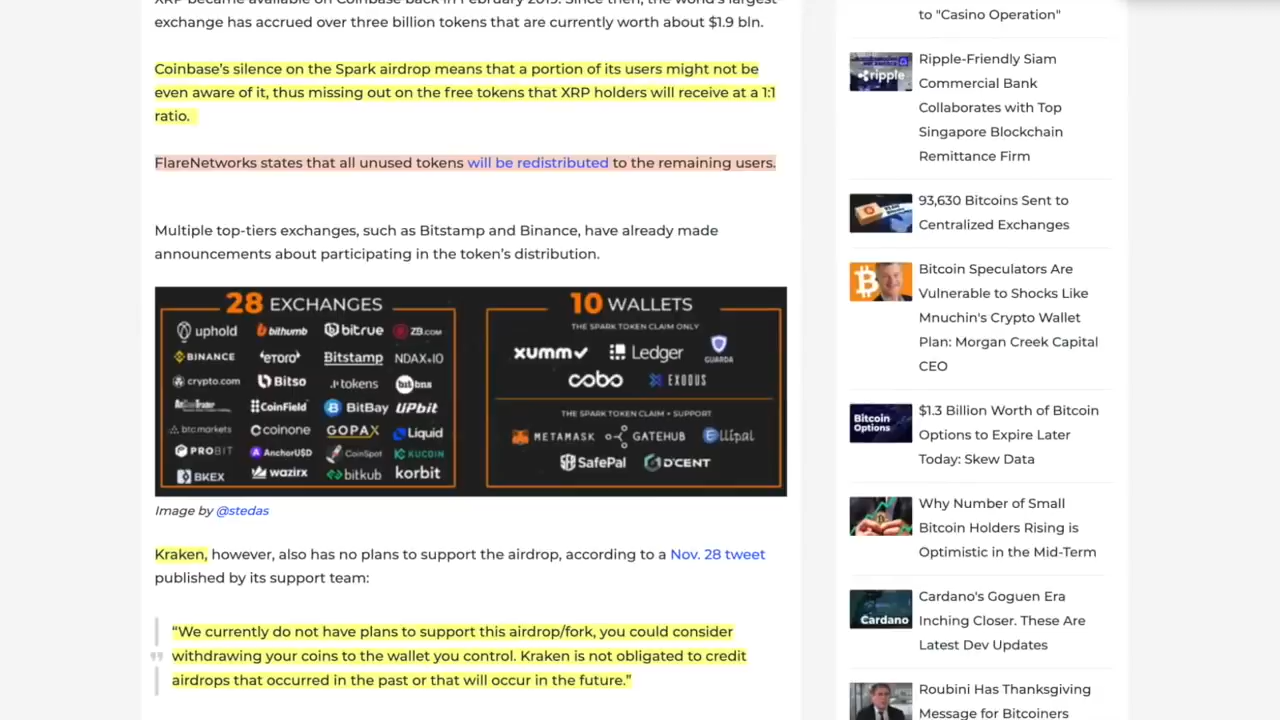 XRP became available on Coinbase back in February 2019. Since then, the world's largest
exchange has accrued over three billion tokens that are currently worth about $1.9 bln.
Coinbase's silence on the Spark airdrop means that a portion of its users might not be
even aware of it, thus missing out on the free tokens that XRP holders will receive at a 1:1
ratio.
FlareNetworks states that all unused tokens will be redistributed to the remaining users.
Multiple top-tiers exchanges, such as Bitstamp and Binance, have already made
announcements about participating in the token's distribution.
28 EXCHANGES
uphold bithumb bitrue ZB.COM
BINANCE eToro Bitstamp NDAX•IO
crypto.com Bitso .tokens bitbns
CoinField BitBay UPbit
btcmarkets coinone GOPAX Liquid
PROBIT AnchorUSD CoinSpot KUCOIN
BKEX wazirx bitkub korbit
10 WALLETS
THE SPARK TOKEN CLAIM ONLY
xumm Ledger GUARDA
cobo EXODUS
THE SPARK TOKEN CLAIM + SUPPORT
METAMASK GATEHUB Ellipal
SafePal D'CENT
Image by @stedas
Kraken, however, also has no plans to support the airdrop, according to a Nov. 28 tweet
published by its support team:
"We currently do not have plans to support this airdrop/fork, you could consider
withdrawing your coins to the wallet you control. Kraken is not obligated to credit
airdrops that occurred in the past or that will occur in the future."
to "Casino Operation"
ripple
Ripple-Friendly Siam
Commercial Bank
Collaborates with Top
Singapore Blockchain
Remittance Firm
93,630 Bitcoins Sent to
Centralized Exchanges
Bitcoin Speculators Are
Vulnerable to Shocks Like
Mnuchin's Crypto Wallet
Plan: Morgan Creek Capital
CEO
Bitcoin
Options
$1.3 Billion Worth of Bitcoin
Options to Expire Later
Today: Skew Data
Why Number of Small
Bitcoin Holders Rising is
Optimistic in the Mid-Term
Cardano
Cardano's Goguen Era
Inching Closer. These Are
Latest Dev Updates
Roubini Has Thanksgiving
Message for Bitcoiners